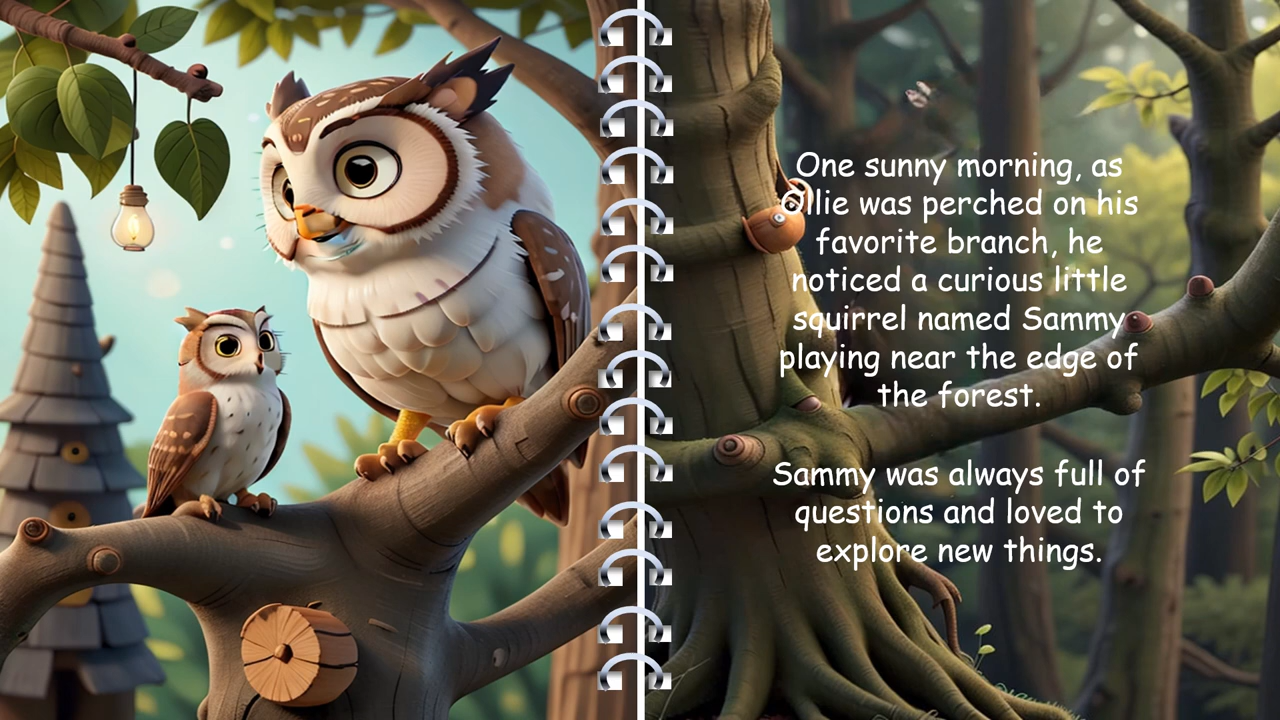 One sunny morning, as
Ollie was perched on his
favorite branch, he
noticed a curious little
squirrel named Sammy
playing near the edge of
the forest.
Sammy was always full of
questions and loved to
explore new things.